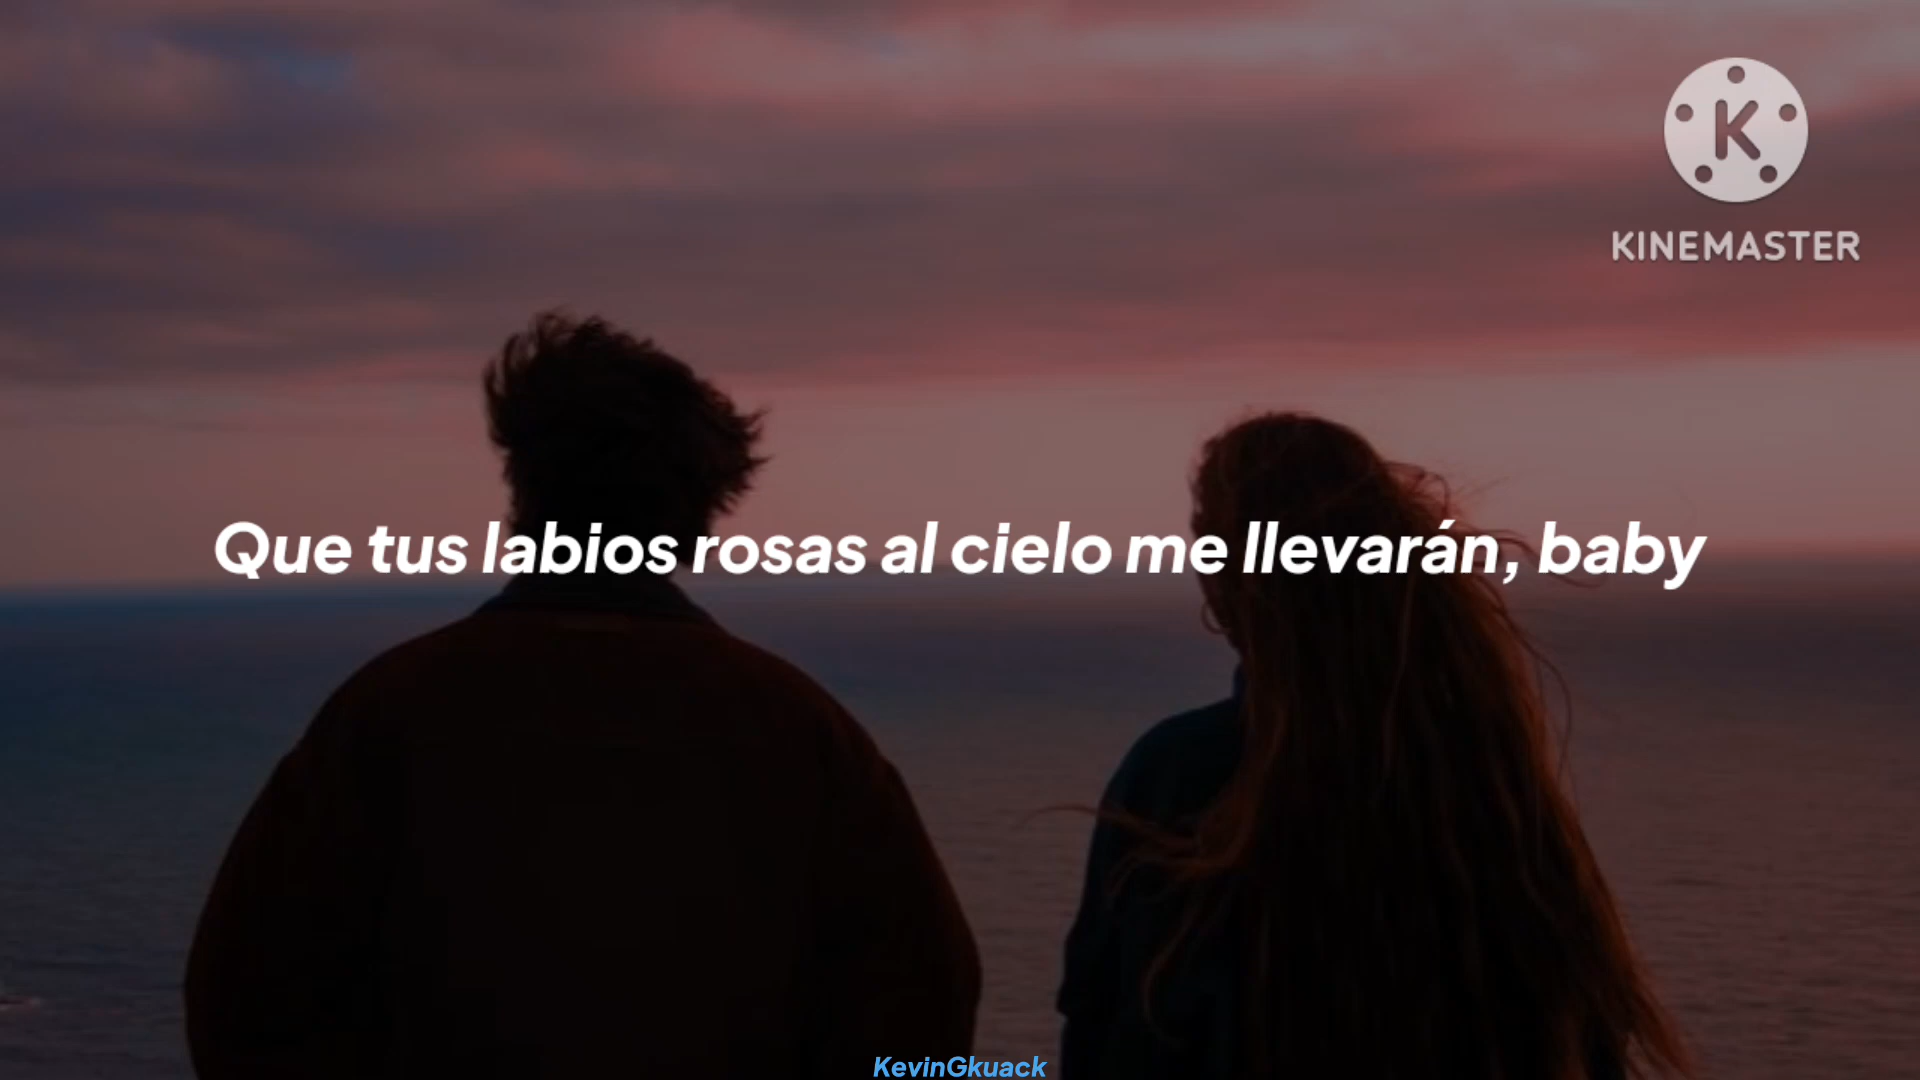 K
KINEMASTER
Que tus labios rosas al cielo me llevarán, baby
KevinGkuack